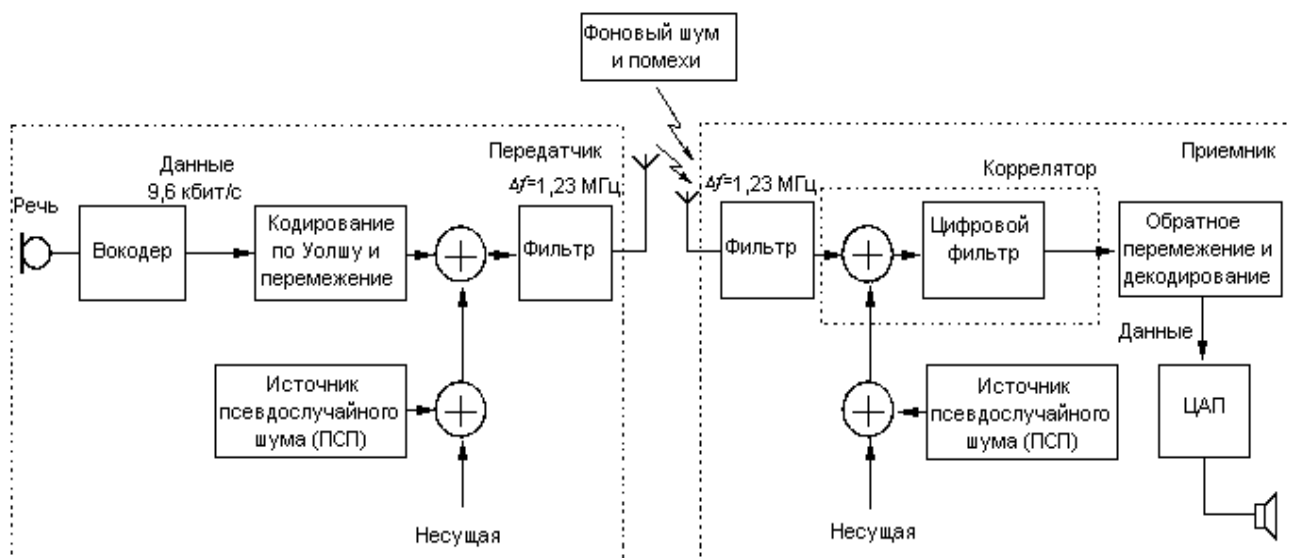 Фоновый шум
и помехи
Передатчик
Данные
9,6 кбит/с
Δf=1,23 МГц
Речь
Вокодер
Кодирование
по Уолшу и
перемежение
Фильтр
Источник
псевдослучайного
шума (ПСП)
Несущая
Приемник
Δf=1,23 МГц
Коррелятор
Фильтр
Цифровой
фильтр
Обратное
перемежение и
декодирование
Данные
ЦАП
Источник
псевдослучайного
шума (ПСП)
Несущая